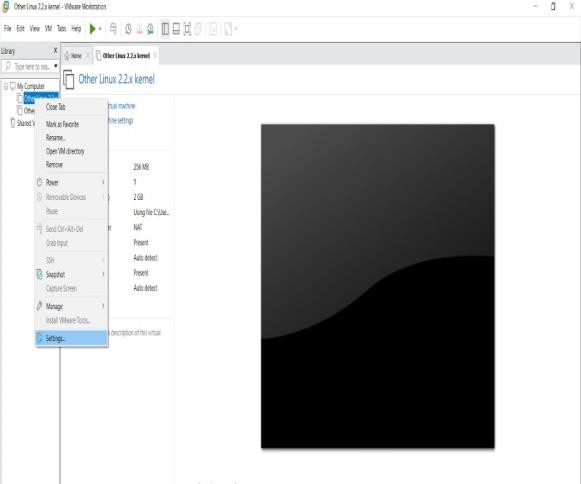 Other Linux 2.2.x kernel - VMware Workstation
File Edit View VM Tabs Help
Library X
Home X Other Linux 2.2.x kernel X
Type here to sea...
Other Linux 2.2.x kernel
My Computer
Other Linux 2.2.x
Othe
Shared V
Close Tab
Mark as Favorite
Rename...
Open VM directory
Remove
Power
Removable Devices
Pause
Send Ctrl+Alt+Del
Grab Input
SSH
Snapshot
Capture Screen
Manage
Install VMware Tools...
Settings...
rtual machine
hine settings
256 MB
1
2 GB
Using file C:\Use...
NAT
Present
Auto detect
Present
Auto detect
a description of this virtual